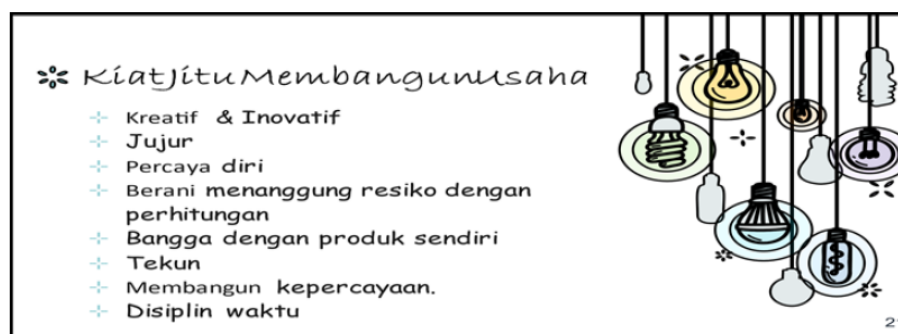 KiatJituMembangunUsaha
Kreatif & Inovatif
Jujur
Percaya diri
Berani menanggung resiko dengan
perhitungan
Bangga dengan produk sendiri
Tekun
Membangun kepercayaan.
Disiplin waktu